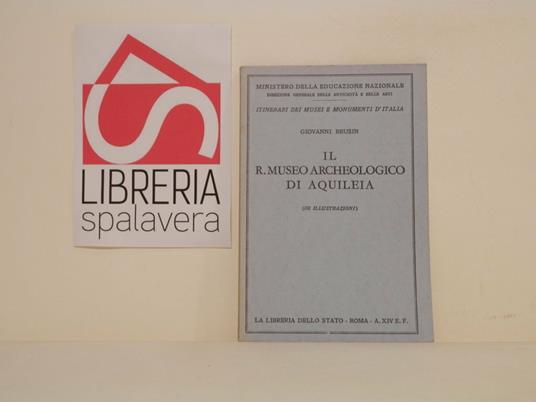 LIBRERIA
spalavera
MINISTERO DELLA EDUCAZIONE NAZIONALE
DIREZIONE GENERALE DELLE ANTICHITÀ E BELLE ARTI
ITINERARI DEI MUSEI E MONUMENTI D'ITALIA
GIOVANNI BRUSIN
IL
R. MUSEO ARCHEOLOGICO
DI AQUILEIA
ILLUSTRAZIONI)
LA LIBRERIA DELLO STATO - ROMA - A. XIV E. F.